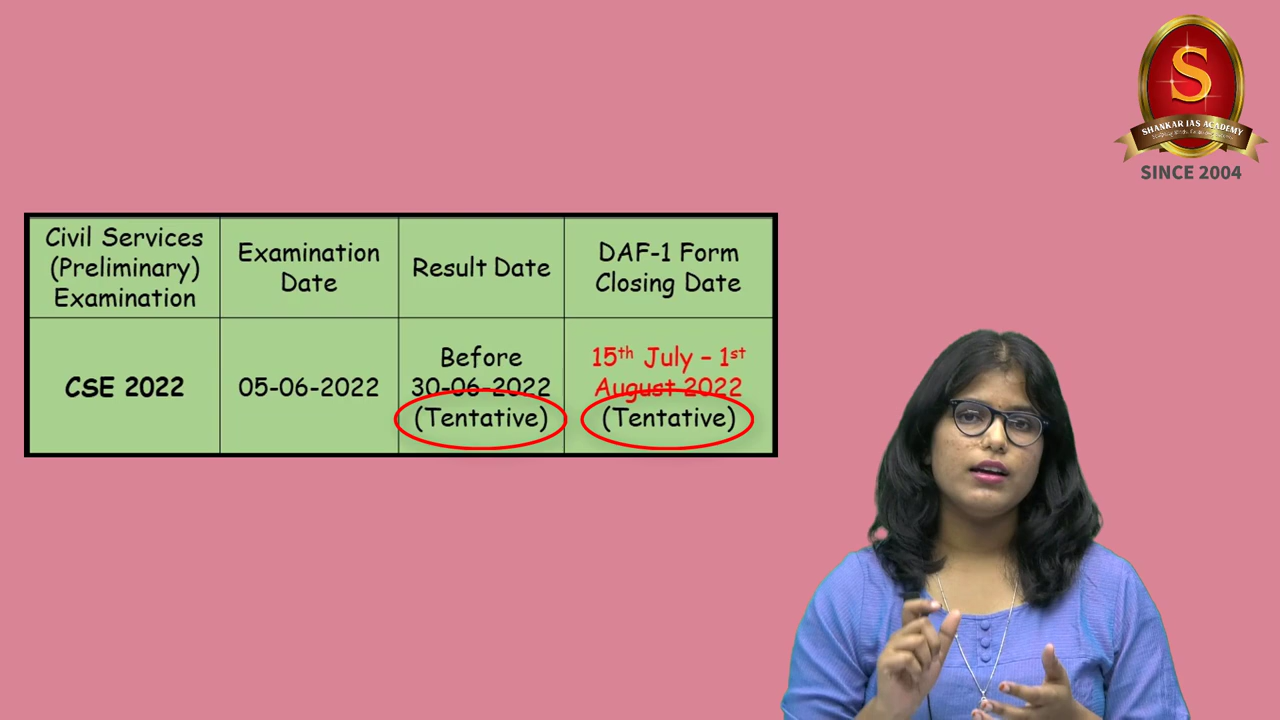 SHANKAR IAS ACADEMY
SINCE 2004
Civil Services
(Preliminary)
Examination
Examination
Date
Result Date
DAF-1 Form
Closing Date
CSE 2022
05-06-2022
Before
30-06-2022
(Tentative)
15th July – 1st
August 2022
(Tentative)